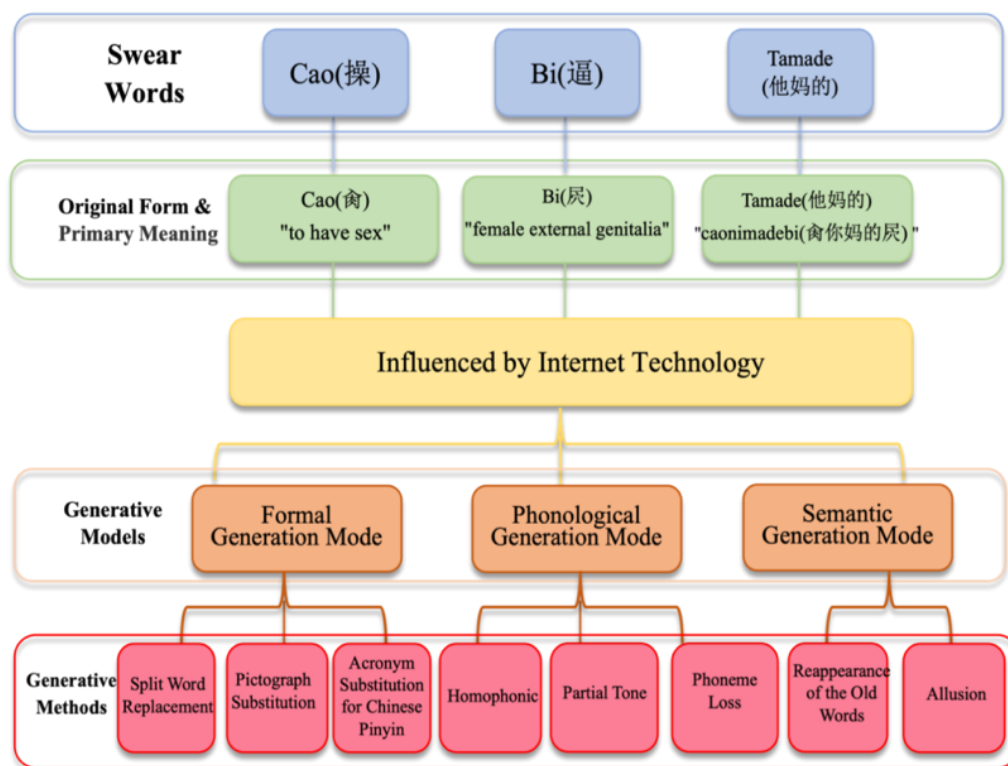 Swear
Words
Cao(操)
Bi(逼)
Tamade
(他妈的)
Original Form &
Primary Meaning
Cao(肏)
"to have sex"
Bi(屄)
"female external genitalia"
Tamade(他妈的)
"caonimadebi(肏你妈的屄) "
Influenced by Internet Technology
Generative
Models
Formal
Generation Mode
Phonological
Generation Mode
Semantic
Generation Mode
Generative
Methods
Split Word
Replacement
Pictograph
Substitution
Acronym
Substitution
for Chinese
Pinyin
Homophonic
Partial Tone
Phoneme
Loss
Reappearance
of the Old
Words
Allusion